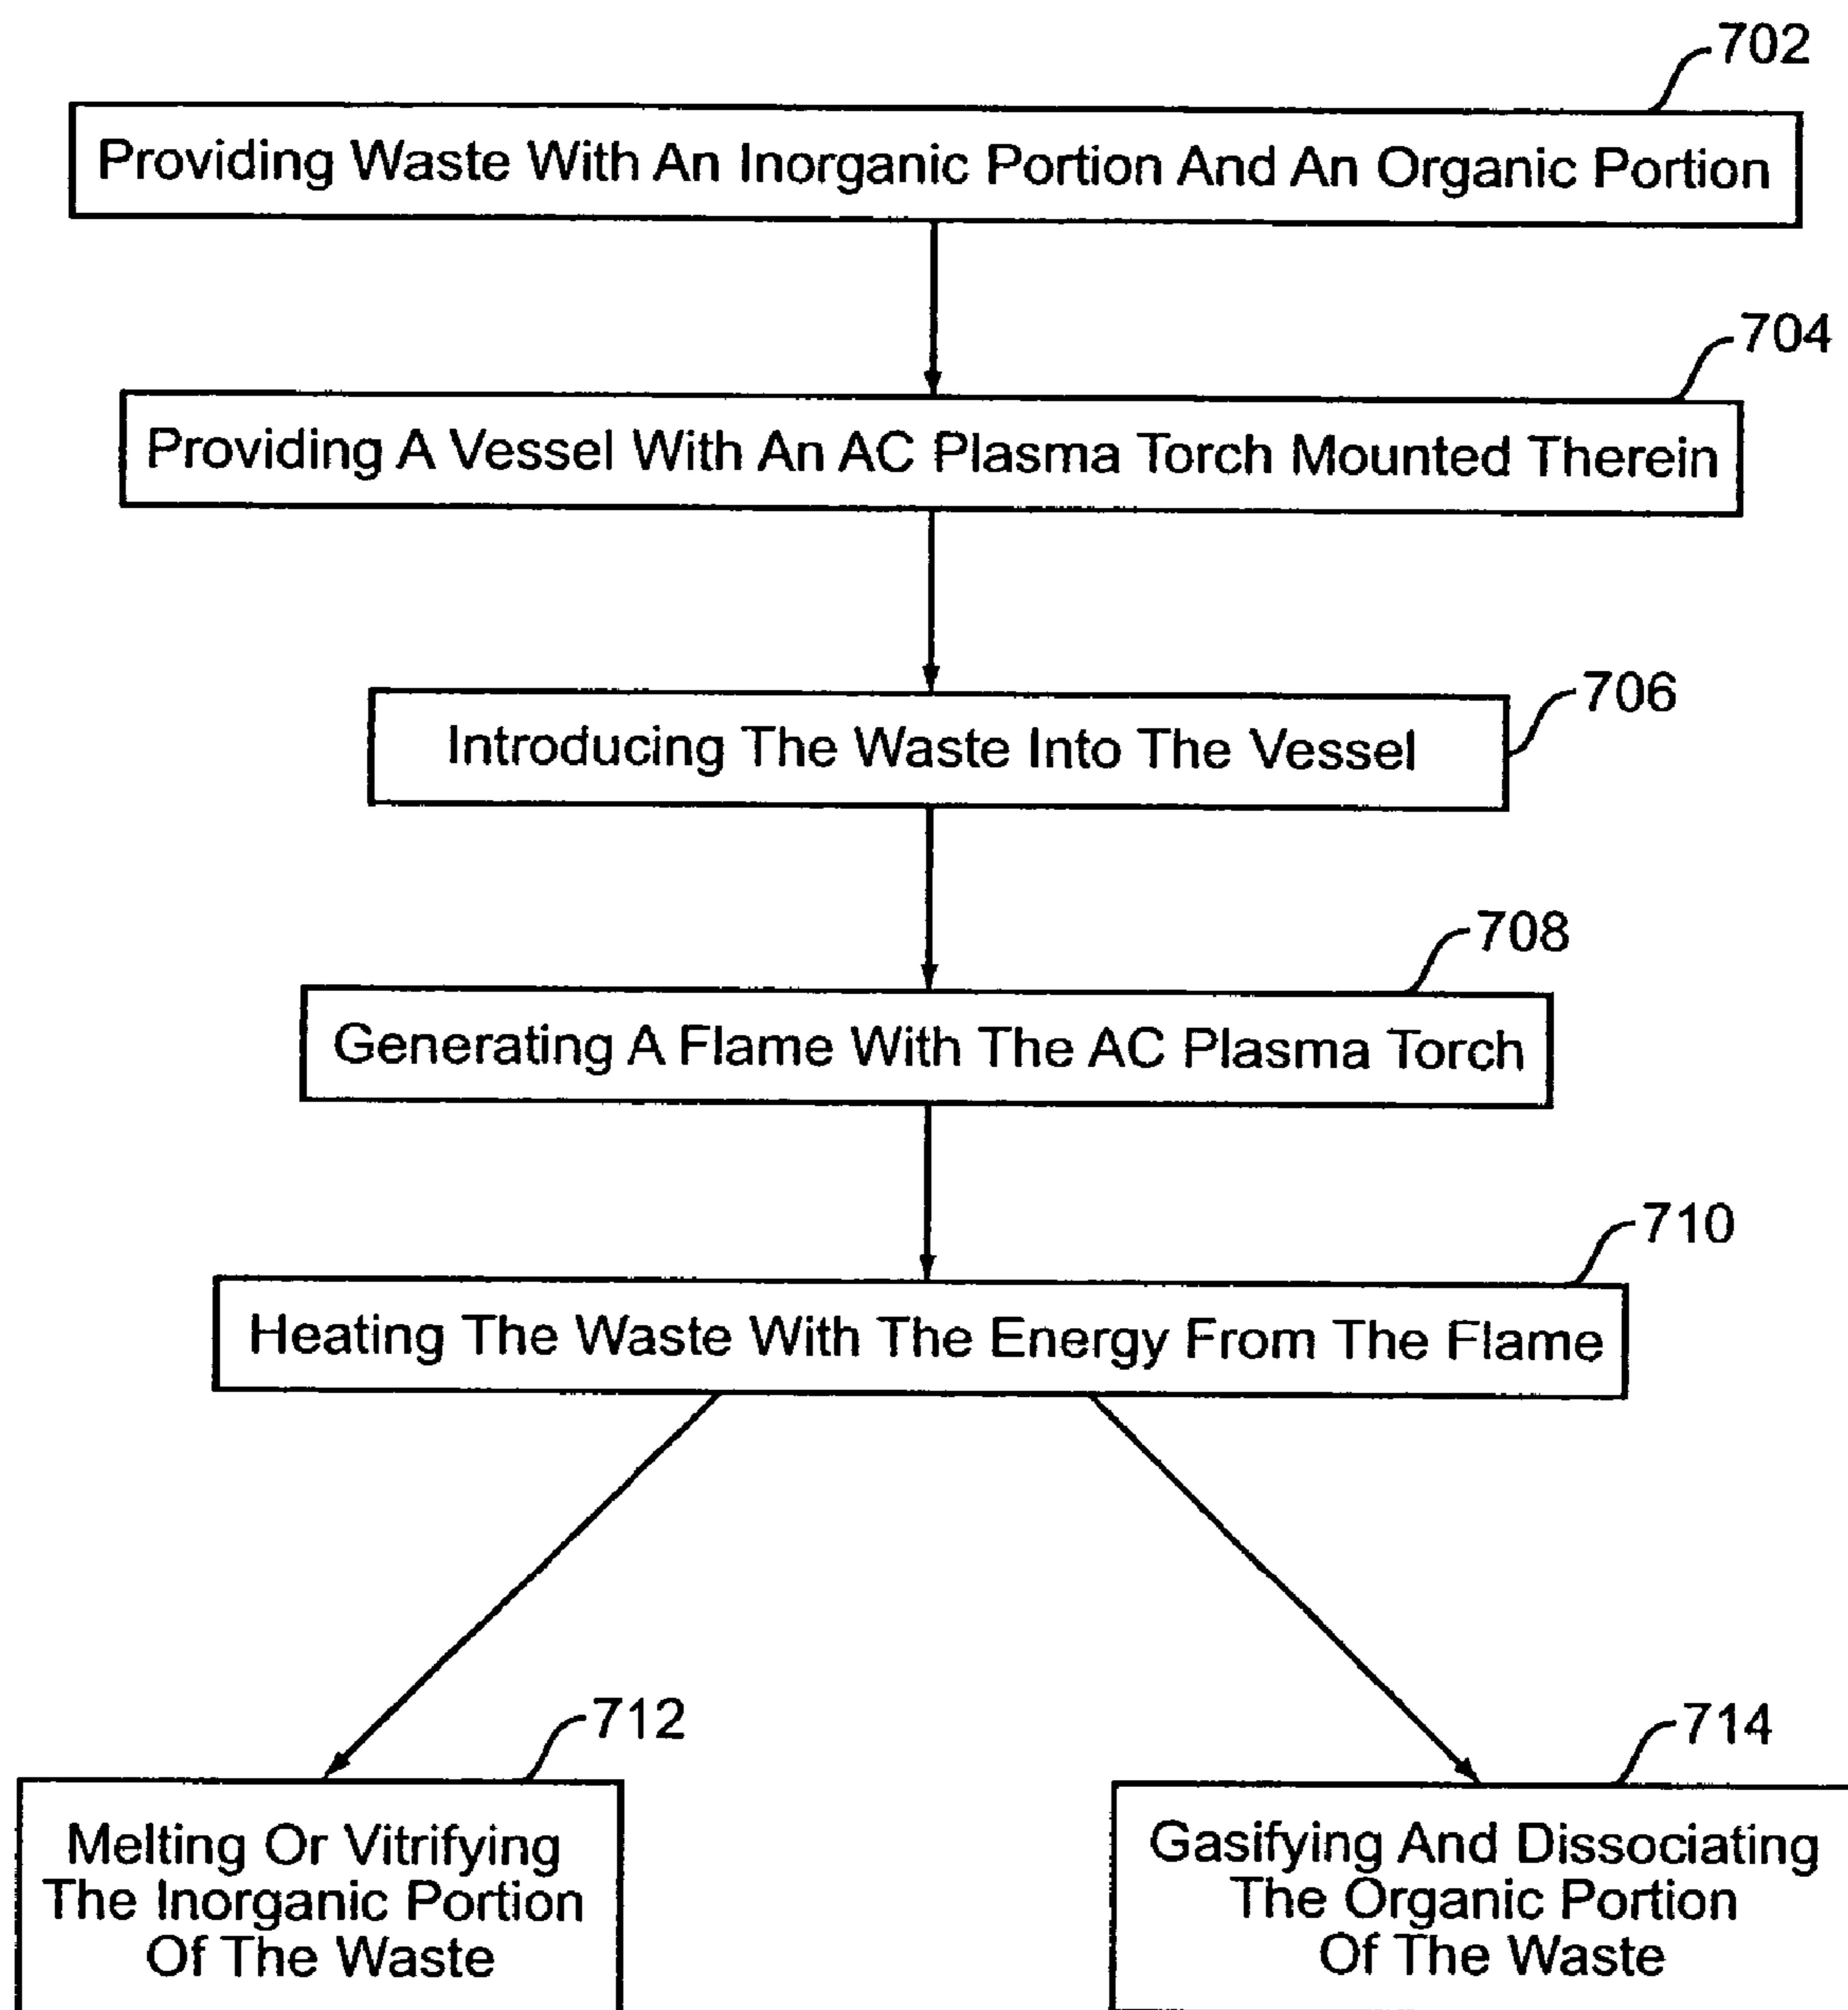 702
Providing Waste With An Inorganic Portion And An Organic Portion
704
Providing A Vessel With An AC Plasma Torch Mounted Therein
706
Introducing The Waste Into The Vessel
708
Generating A Flame With The AC Plasma Torch
710
Heating The Waste With The Energy From The Flame
712
Melting Or Vitrifying
The Inorganic Portion
Of The Waste
714
Gasifying And Dissociating
The Organic Portion
Of The Waste